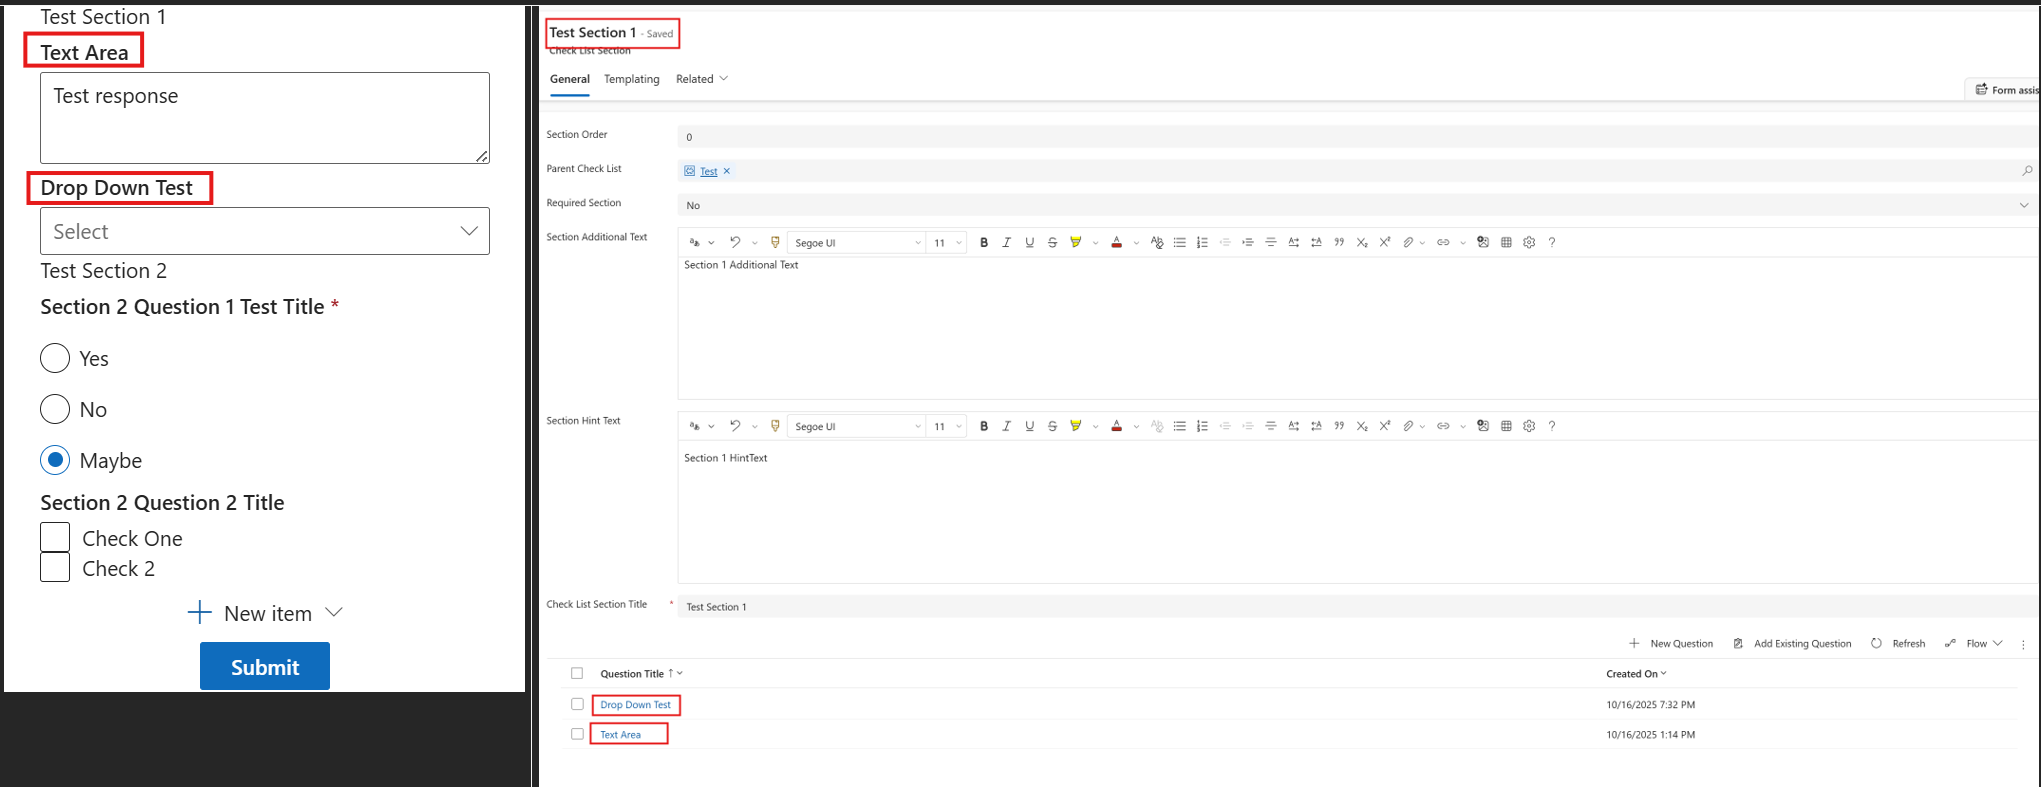 Test Section 1
Text Area
Test response
Drop Down Test
Select
Test Section 2
Section 2 Question 1 Test Title *
Yes
No
Maybe
Section 2 Question 2 Title
Check One
Check 2
New item
Submit
Test Section 1 - Saved
Check List Section
General Templating Related
Form assis
Section Order 0
Parent Check List Test ×
Required Section No
Section Additional Text
Segoe UI 11 B I U S A ?
Section 1 Additional Text
Section Hint Text
Segoe UI 11 B I U S A ?
Section 1 HintText
Check List Section Title * Test Section 1
New Question Add Existing Question Refresh Flow
Question Title ↑ Created On
Drop Down Test 10/16/2025 7:32 PM
Text Area 10/16/2025 1:14 PM